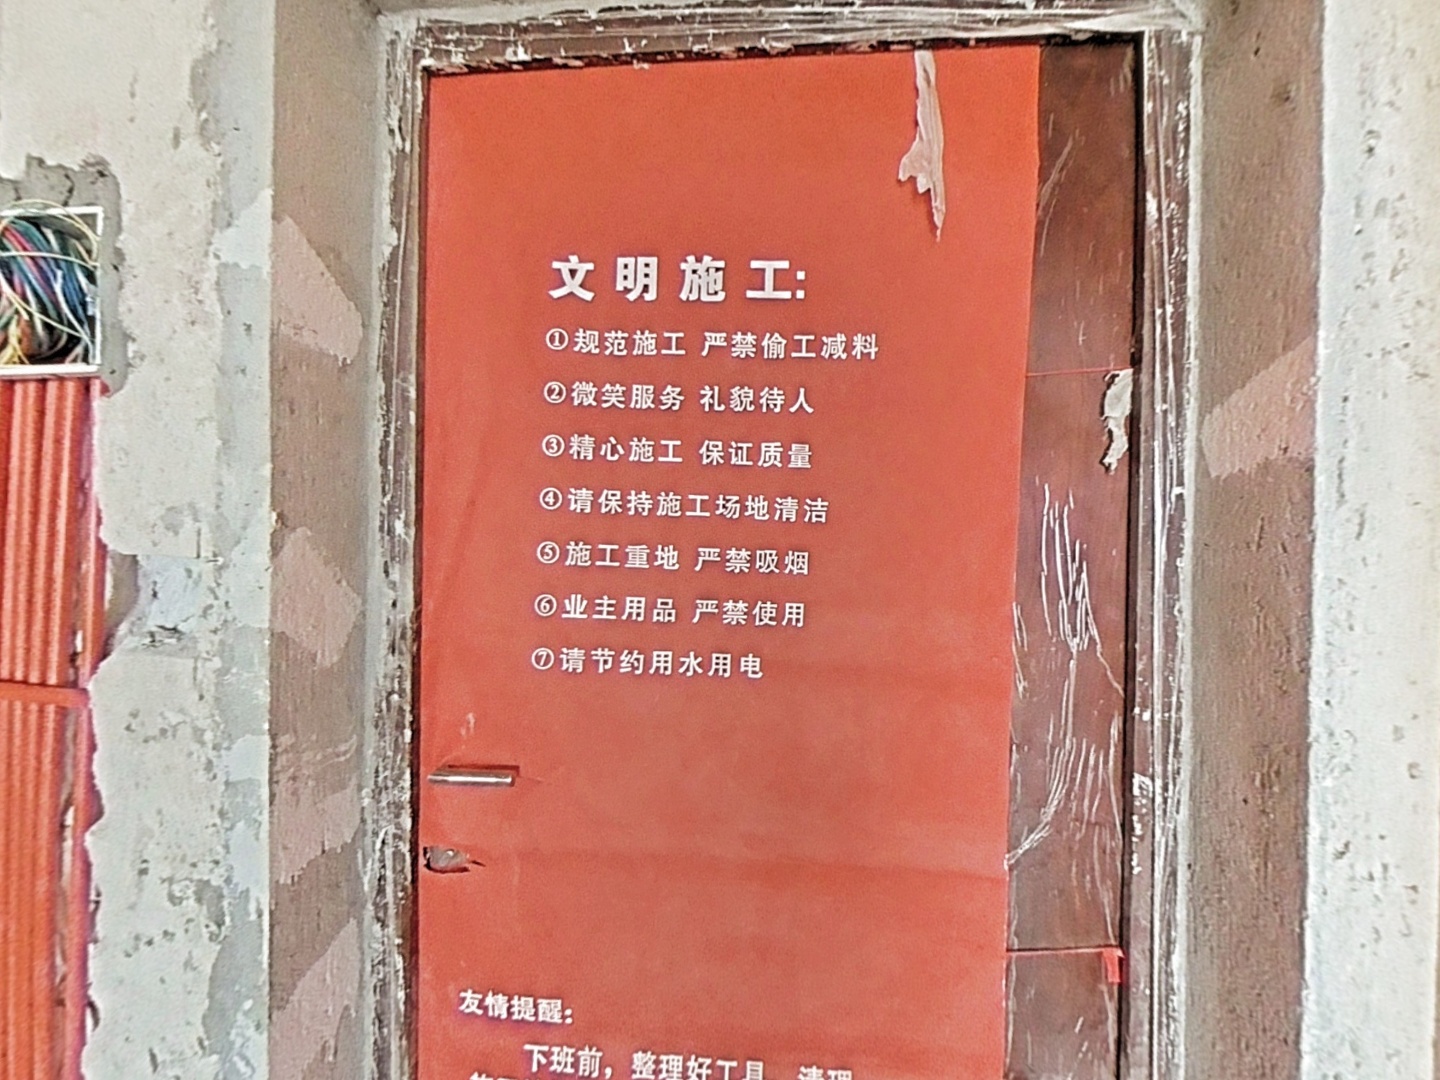 文明施工:
①规范施工 严禁偷工减料
②微笑服务 礼貌待人
③精心施工 保证质量
④请保持施工场地清洁
⑤施工重地 严禁吸烟
⑥业主用品 严禁使用
⑦请节约用水用电
友情提醒:
下班前，整理好工具，清理